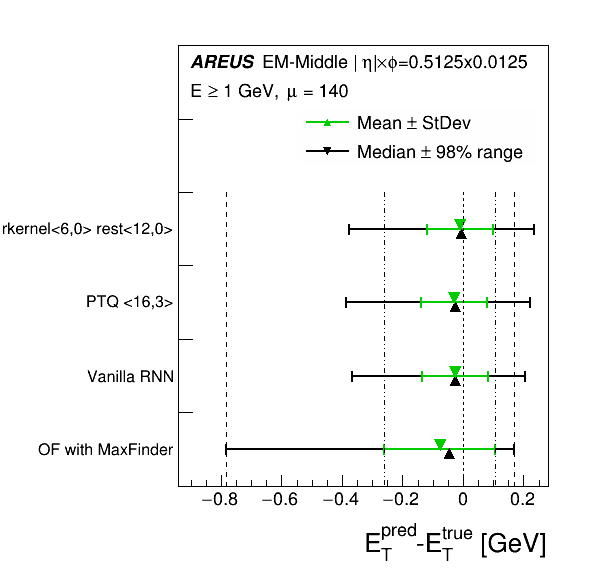 AREUS EM-Middle | η|×ϕ=0.5125x0.0125
E ≥ 1 GeV, μ = 140
Mean ± StDev
Median ± 98% range
rkernel<6,0> rest<12,0>
PTQ <16,3>
Vanilla RNN
OF with MaxFinder
−0.8 −0.6 −0.4 −0.2 0 0.2
E_T^pred-E_T^true [GeV]